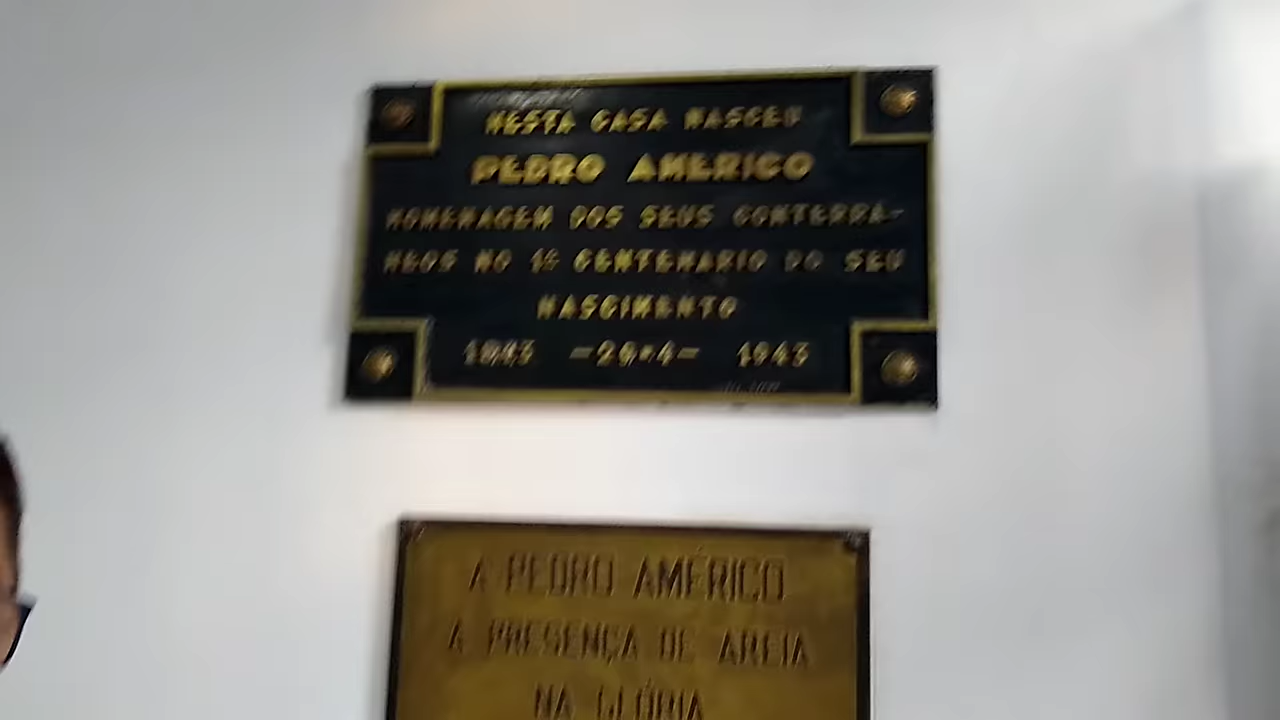 NESTA CASA NASCEU
PEDRO AMERICO
HOMENAGEM DOS SEUS CONTERRA-
NEOS NO 1º CENTENARIO DO SEU
NASCIMENTO
1843 -29-4- 1943
A PEDRO AMÉRICO
A PRESENÇA DE AREIA
NA GLÓRIA